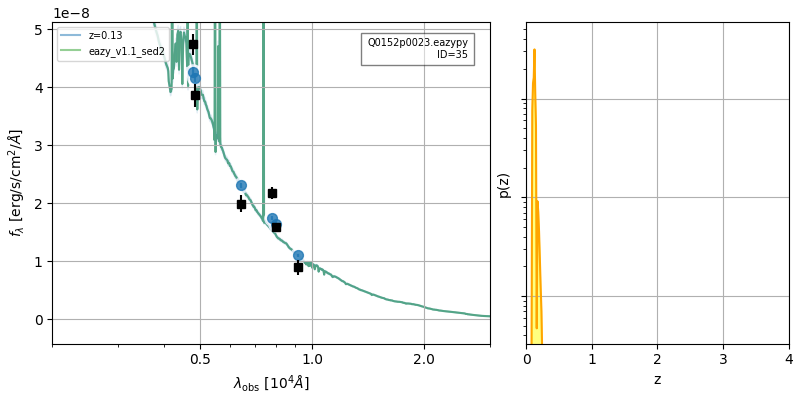 1e−8
z=0.13
eazy_v1.1_sed2
Q0152p0023.eazypy
ID=35
5
4
3
2
1
0
f_λ [erg/s/cm²/Å]
0.5
1.0
2.0
λ_obs [10⁴Å]
p(z)
0
1
2
3
4
z